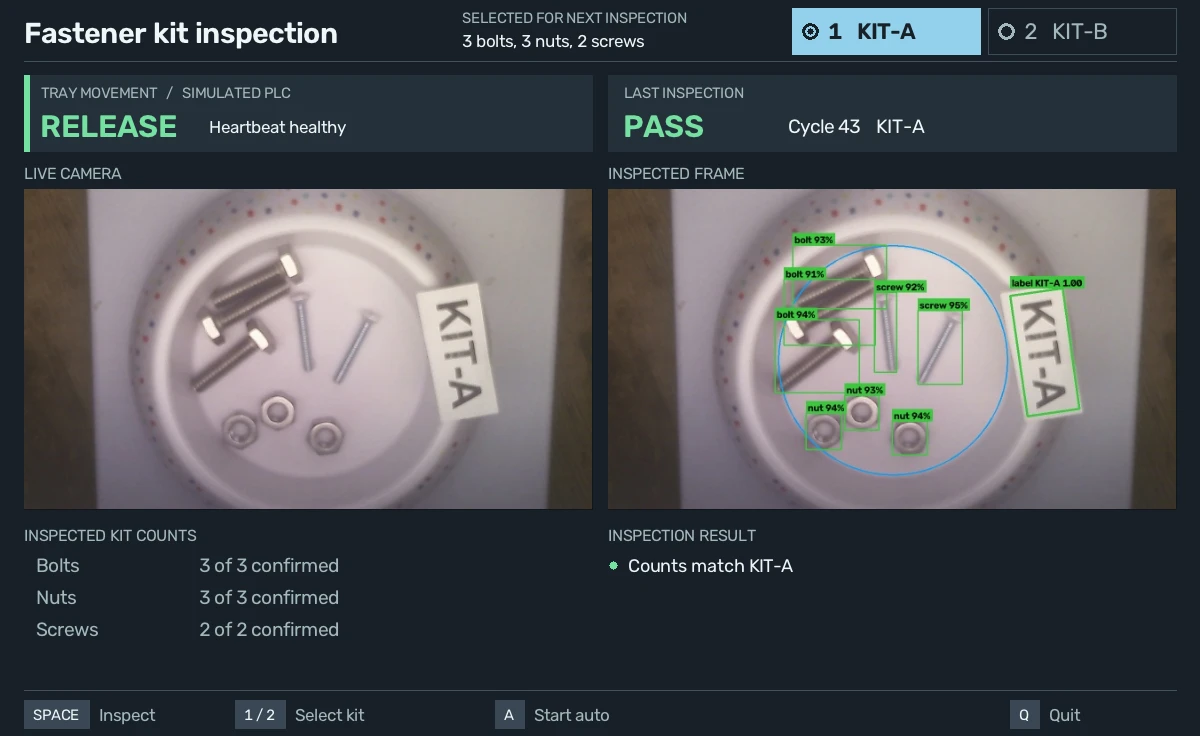 Fastener kit inspection
SELECTED FOR NEXT INSPECTION
3 bolts, 3 nuts, 2 screws
1 KIT-A
2 KIT-B
TRAY MOVEMENT / SIMULATED PLC
RELEASE Heartbeat healthy
LAST INSPECTION
PASS Cycle 43 KIT-A
LIVE CAMERA
KIT-A
INSPECTED FRAME
bolt 93%
bolt 91%
label KIT-A 1.00
screw 92%
screw 95%
bolt 94%
KIT-A
nut 93%
nut 94%
nut 94%
INSPECTED KIT COUNTS
Bolts 3 of 3 confirmed
Nuts 3 of 3 confirmed
Screws 2 of 2 confirmed
INSPECTION RESULT
Counts match KIT-A
SPACE Inspect
1 / 2 Select kit
A Start auto
Q Quit